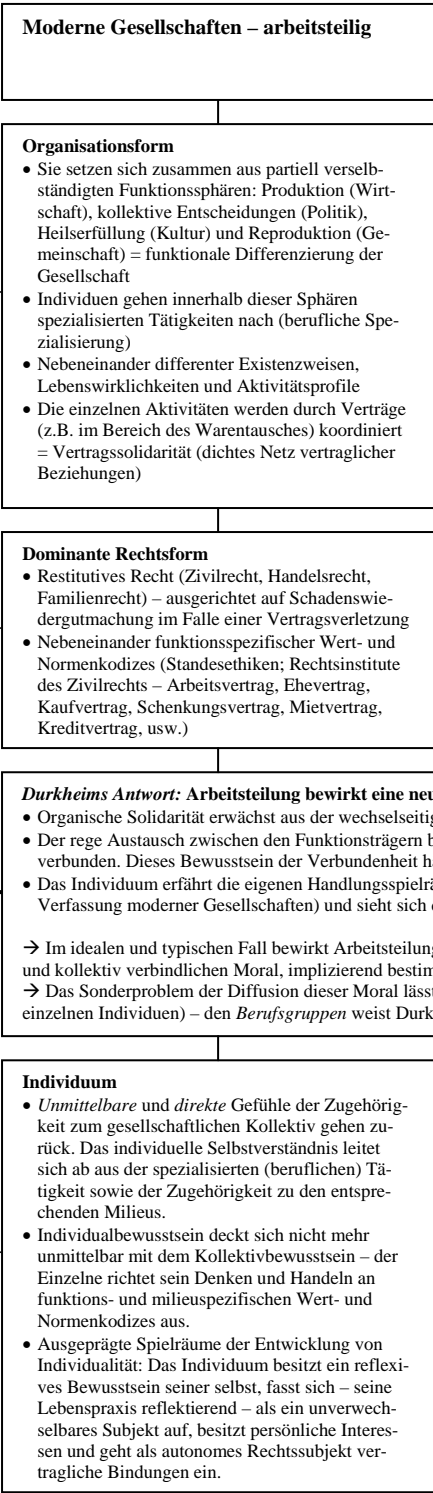 Moderne Gesellschaften – arbeitsteilig
Organisationsform
• Sie setzen sich zusammen aus partiell verselb-
ständigten Funktionssphären: Produktion (Wirt-
schaft), kollektive Entscheidungen (Politik),
Heilserfüllung (Kultur) und Reproduktion (Ge-
meinschaft) = funktionale Differenzierung der
Gesellschaft
• Individuen gehen innerhalb dieser Sphären
spezialisierten Tätigkeiten nach (berufliche Spe-
zialisierung)
• Nebeneinander differenter Existenzweisen,
Lebenswirklichkeiten und Aktivitätsprofile
• Die einzelnen Aktivitäten werden durch Verträge
(z.B. im Bereich des Warentausches) koordiniert
= Vertragssolidarität (dichtes Netz vertraglicher
Beziehungen)
Dominante Rechtsform
• Restitutives Recht (Zivilrecht, Handelsrecht,
Familienrecht) – ausgerichtet auf Schadenswie-
dergutmachung im Falle einer Vertragsverletzung
• Nebeneinander funktionsspezifischer Wert- und
Normenkodizes (Standesethiken; Rechtsinstitute
des Zivilrechts – Arbeitsvertrag, Ehevertrag,
Kaufvertrag, Schenkungsvertrag, Mietvertrag,
Kreditvertrag, usw.)
Durkheims Antwort: Arbeitsteilung bewirkt eine neu
• Organische Solidarität erwächst aus der wechselseitig
• Der rege Austausch zwischen den Funktionsträgern b
verbunden. Dieses Bewusstsein der Verbundenheit h
• Das Individuum erfährt die eigenen Handlungsspielr
Verfassung moderner Gesellschaften) und sieht sich
→ Im idealen und typischen Fall bewirkt Arbeitsteilung
und kollektiv verbindlichen Moral, implizierend bestim
→ Das Sonderproblem der Diffusion dieser Moral läss
einzelnen Individuen) – den Berufsgruppen weist Durk
Individuum
• Unmittelbare und direkte Gefühle der Zugehörig-
keit zum gesellschaftlichen Kollektiv gehen zu-
rück. Das individuelle Selbstverständnis leitet
sich ab aus der spezialisierten (beruflichen) Tä-
tigkeit sowie der Zugehörigkeit zu den entspre-
chenden Milieus.
• Individualbewusstsein deckt sich nicht mehr
unmittelbar mit dem Kollektivbewusstsein – der
Einzelne richtet sein Denken und Handeln an
funktions- und milieuspezifischen Wert- und
Normenkodizes aus.
• Ausgeprägte Spielräume der Entwicklung von
Individualität: Das Individuum besitzt ein reflexi-
ves Bewusstsein seiner selbst, fasst sich – seine
Lebenspraxis reflektierend – als ein unverwech-
selbares Subjekt auf, besitzt persönliche Interes-
sen und geht als autonomes Rechtssubjekt ver-
tragliche Bindungen ein.